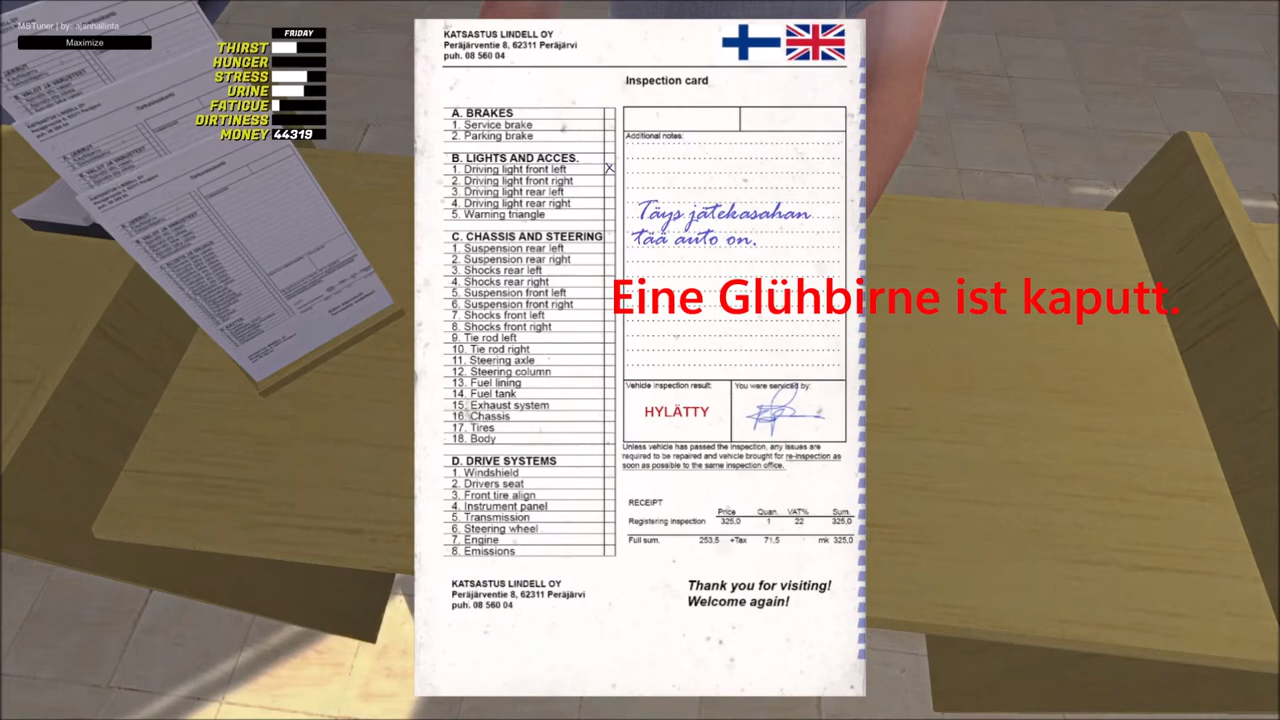 MSTuner | by: ajanhallinta
Maximize
FRIDAY
THIRST
HUNGER
STRESS
URINE
FATIGUE
DIRTINESS
MONEY 44319
KATSASTUS LINDELL OY
Peräjärventie 8, 62311 Peräjärvi
puh. 08 560 04
Inspection card
A. BRAKES
1. Service brake
2. Parking brake
B. LIGHTS AND ACCES.
1. Driving light front left X
2. Driving light front right
3. Driving light rear left
4. Driving light rear right
5. Warning triangle
C. CHASSIS AND STEERING
1. Suspension rear left
2. Suspension rear right
3. Shocks rear left
4. Shocks rear right
5. Suspension front left
6. Suspension front right
7. Shocks front left
8. Shocks front right
9. Tie rod left
10. Tie rod right
11. Steering axle
12. Steering column
13. Fuel lining
14. Fuel tank
15. Exhaust system
16. Chassis
17. Tires
18. Body
D. DRIVE SYSTEMS
1. Windshield
2. Drivers seat
3. Front tire align
4. Instrument panel
5. Transmission
6. Steering wheel
7. Engine
8. Emissions
Additional notes:
Täys jätekasahan
tää auto on.
Eine Glühbirne ist kaputt.
Vehicle inspection result:
HYLÄTTY
You were serviced by:
Unless vehicle has passed the inspection, any issues are
required to be repaired and vehicle brought for re-inspection as
soon as possible to the same inspection office.
RECEIPT
Price Quan. VAT% Sum.
Registering inspection 325,0 1 22 325,0
Full sum. 253,5 +Tax 71,5 mk 325,0
KATSASTUS LINDELL OY
Peräjärventie 8, 62311 Peräjärvi
puh. 08 560 04
Thank you for visiting!
Welcome again!